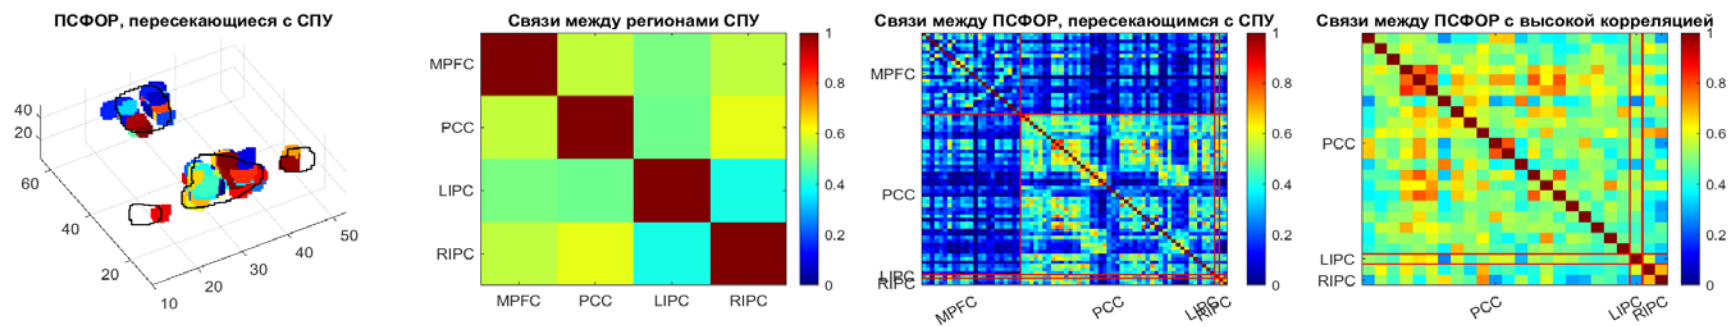 ПСФОР, пересекающиеся с СПУ
40
20
60
40
20
10
20
30
40
50
Связи между регионами СПУ
MPFC
PCC
LIPC
RIPC
MPFC
PCC
LIPC
RIPC
1
0.8
0.6
0.4
0.2
0
Связи между ПСФОР, пересекающимся с СПУ
MPFC
PCC
LIPC
RIPC
MPFC
PCC
LIPC
RIPC
1
0.8
0.6
0.4
0.2
0
Связи между ПСФОР с высокой корреляцией
PCC
LIPC
RIPC
PCC
LIPC
RIPC
1
0.8
0.6
0.4
0.2
0